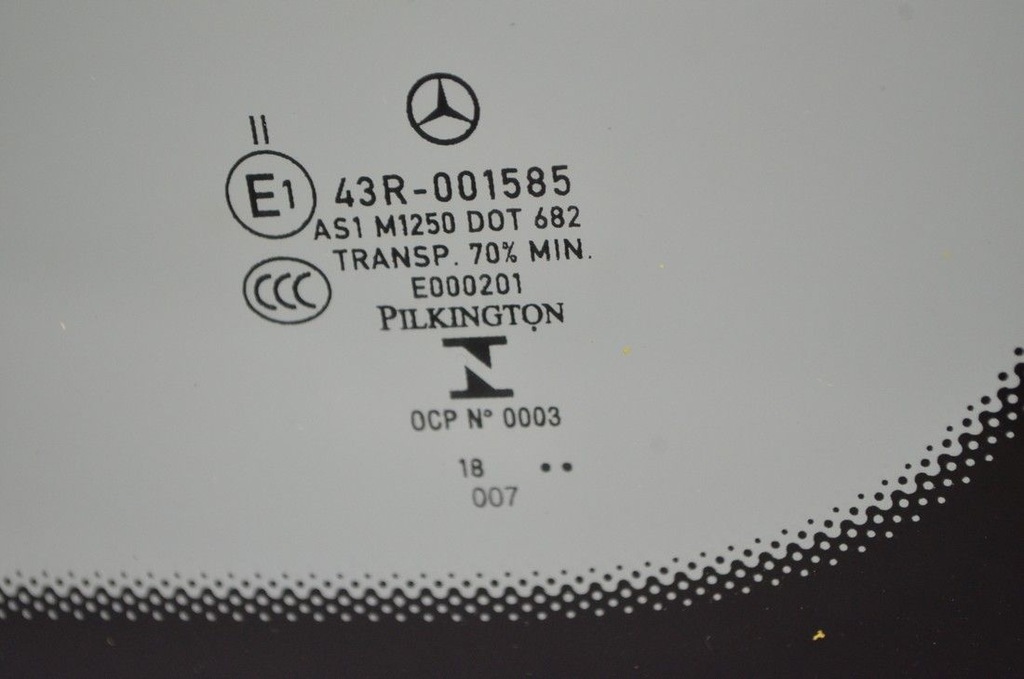 II
E1 43R-001585
AS1 M1250 DOT 682
TRANSP. 70% MIN.
CCC
E000201
PILKINGTON
OCP N° 0003
18 ••
007